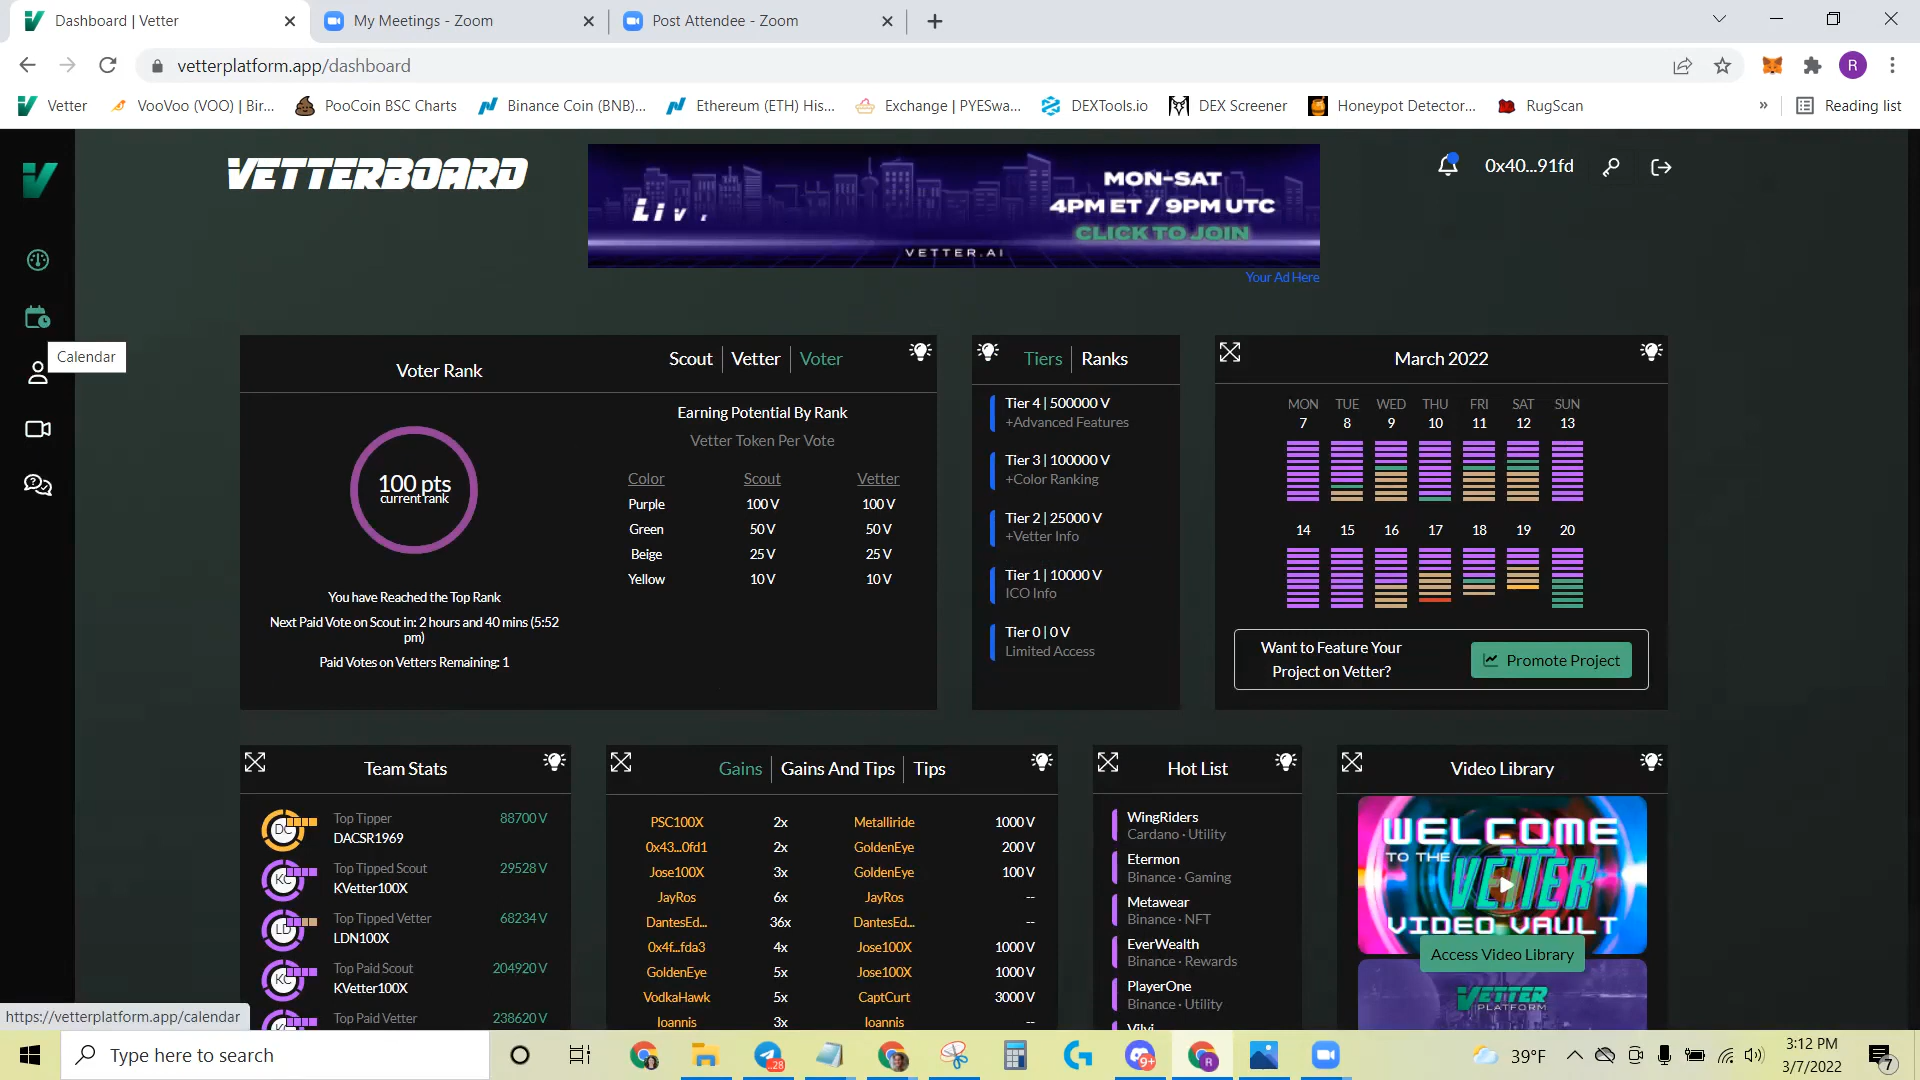 Dashboard | Vetter
My Meetings - Zoom
Post Attendee - Zoom
vetterplatform.app/dashboard
R
Vetter
VooVoo (VOO) | Bir...
PooCoin BSC Charts
Binance Coin (BNB)...
Ethereum (ETH) His...
Exchange | PYESwa...
DEXTools.io
DEX Screener
Honeypot Detector...
RugScan
»
Reading list
VETTERBOARD
MON-SAT
4PM ET / 9PM UTC
CLICK TO JOIN
VETTER.AI
Your Ad Here
0x40...91fd
Calendar
Voter Rank
Scout | Vetter | Voter
100 pts
current rank
You have Reached the Top Rank
Next Paid Vote on Scout in: 2 hours and 40 mins (5:52
pm)
Paid Votes on Vetters Remaining: 1
Earning Potential By Rank
Vetter Token Per Vote
Color Scout Vetter
Purple 100 V 100 V
Green 50 V 50 V
Beige 25 V 25 V
Yellow 10 V 10 V
Tiers | Ranks
Tier 4 | 500000 V
+Advanced Features
Tier 3 | 100000 V
+Color Ranking
Tier 2 | 25000 V
+Vetter Info
Tier 1 | 10000 V
ICO Info
Tier 0 | 0 V
Limited Access
March 2022
MON TUE WED THU FRI SAT SUN
7 8 9 10 11 12 13
14 15 16 17 18 19 20
Want to Feature Your
Project on Vetter?
Promote Project
Team Stats
DC Top Tipper 88700 V
DACSR1969
KC Top Tipped Scout 29528 V
KVetter100X
LD Top Tipped Vetter 68234 V
LDN100X
KC Top Paid Scout 204920 V
KVetter100X
Top Paid Vetter 238620 V
Gains | Gains And Tips | Tips
PSC100X 2x Metalliride 1000 V
0x43...0fd1 2x GoldenEye 200 V
Jose100X 3x GoldenEye 100 V
JayRos 6x JayRos --
DantesEd... 36x DantesEd... --
0x4f...fda3 4x Jose100X 1000 V
GoldenEye 5x Jose100X 1000 V
VodkaHawk 5x CaptCurt 3000 V
Ioannis 3x Ioannis --
Hot List
WingRiders
Cardano · Utility
Etermon
Binance · Gaming
Metawear
Binance · NFT
EverWealth
Binance · Rewards
PlayerOne
Binance · Utility
Video Library
WELCOME
TO THE
VETTER
VIDEO VAULT
Access Video Library
VETTER
PLATFORM
https://vetterplatform.app/calendar
Type here to search
..28
9+
R
39°F
3:12 PM
3/7/2022
7